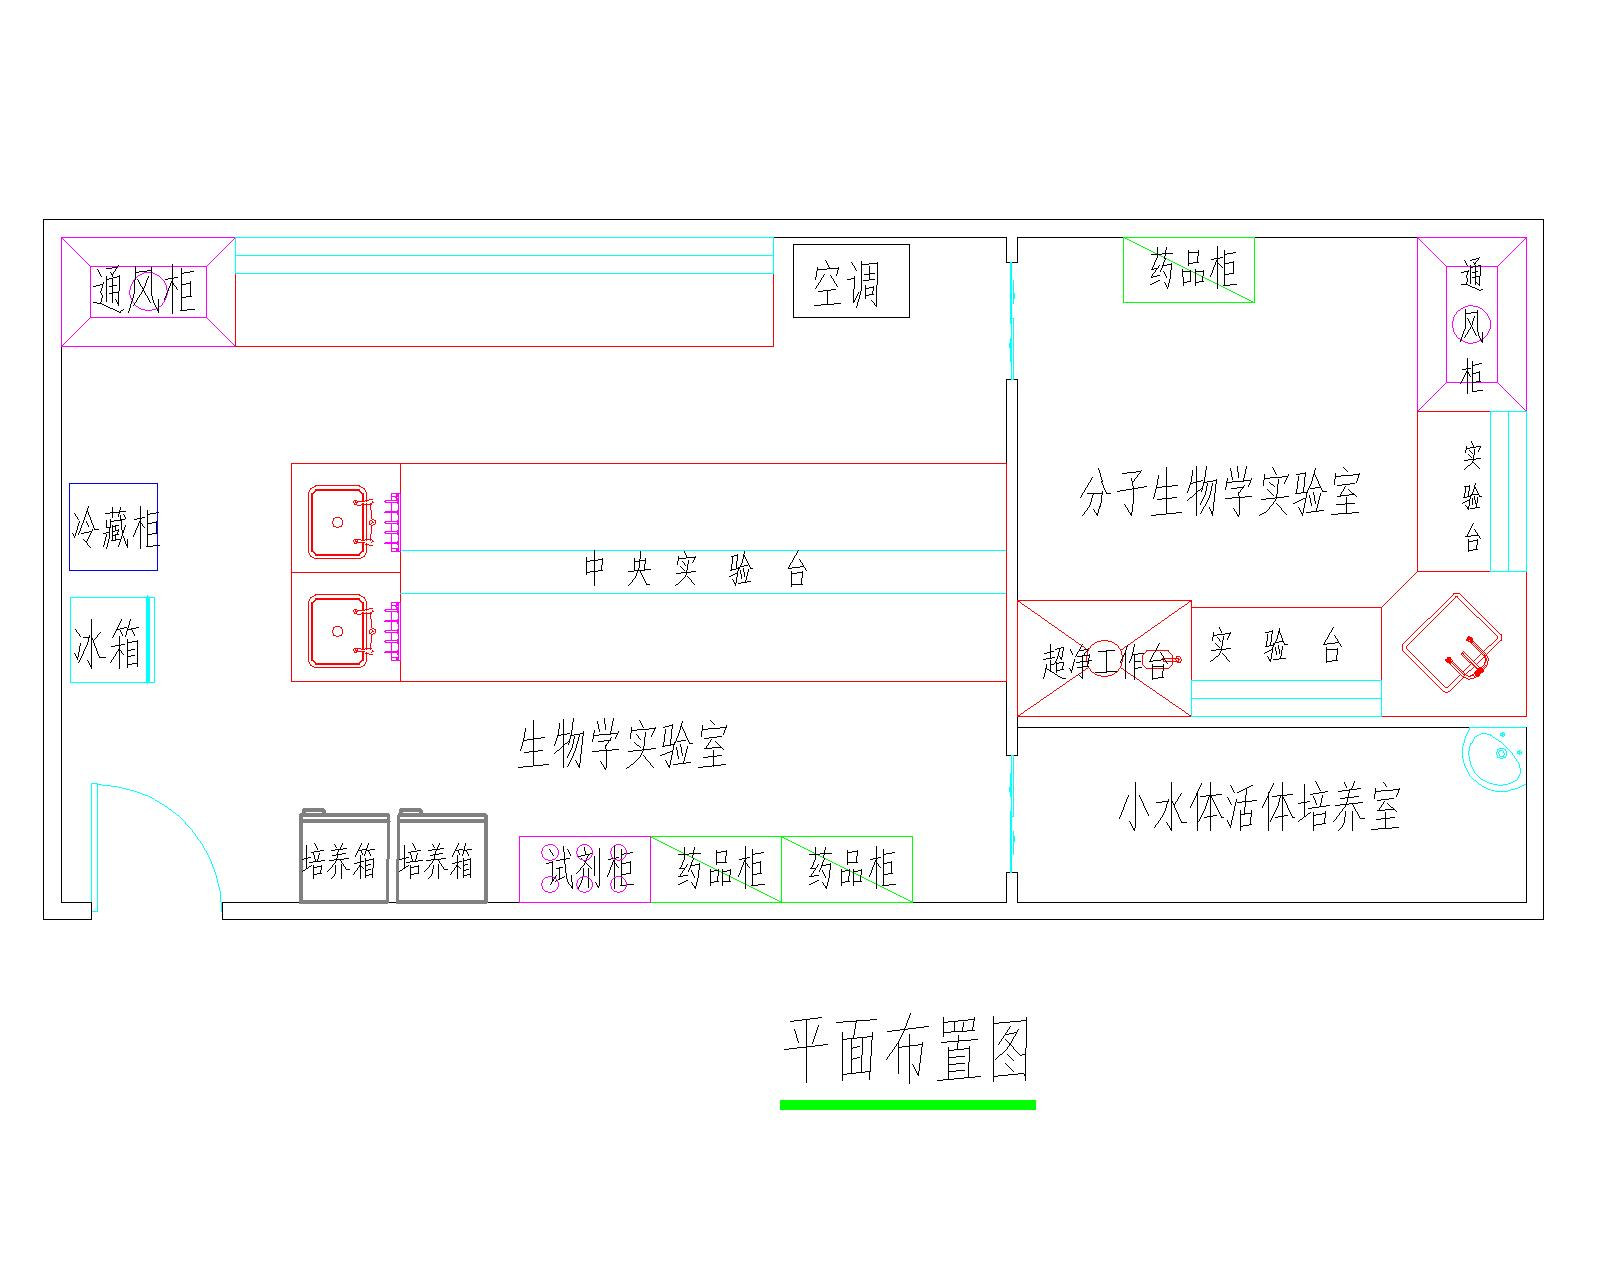 通风柜
空调
药品柜
通风柜
实验台
分子生物学实验室
冷藏柜
中央实验台
冰箱
超净工作台
实验台
生物学实验室
小水体活体培养室
培养箱
培养箱
试剂柜
药品柜
药品柜
平面布置图